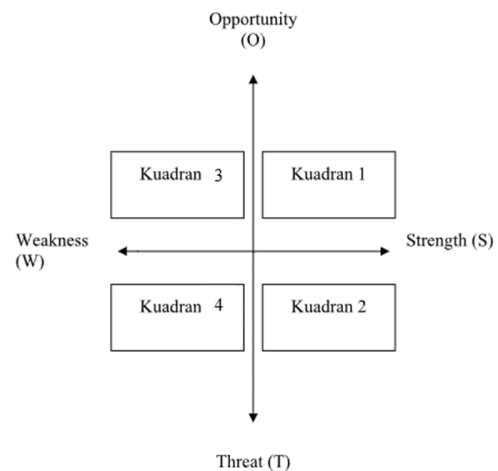 Opportunity
(O)
Kuadran 3
Kuadran 1
Weakness
(W)
Strength (S)
Kuadran 4
Kuadran 2
Threat (T)